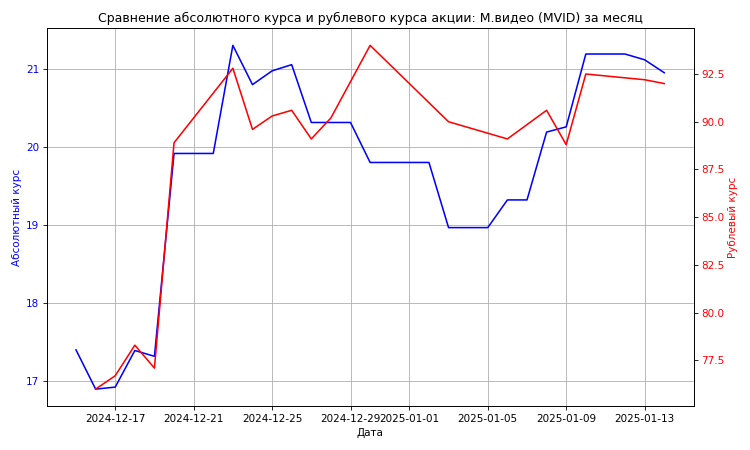 Сравнение абсолютного курса и рублевого курса акции: М.видео (MVID) за месяц
21
20
19
18
17
Абсолютный курс
92.5
90.0
87.5
85.0
82.5
80.0
77.5
Рублевый курс
2024-12-17 2024-12-21 2024-12-25 2024-12-29 2025-01-01 2025-01-05 2025-01-09 2025-01-13
Дата